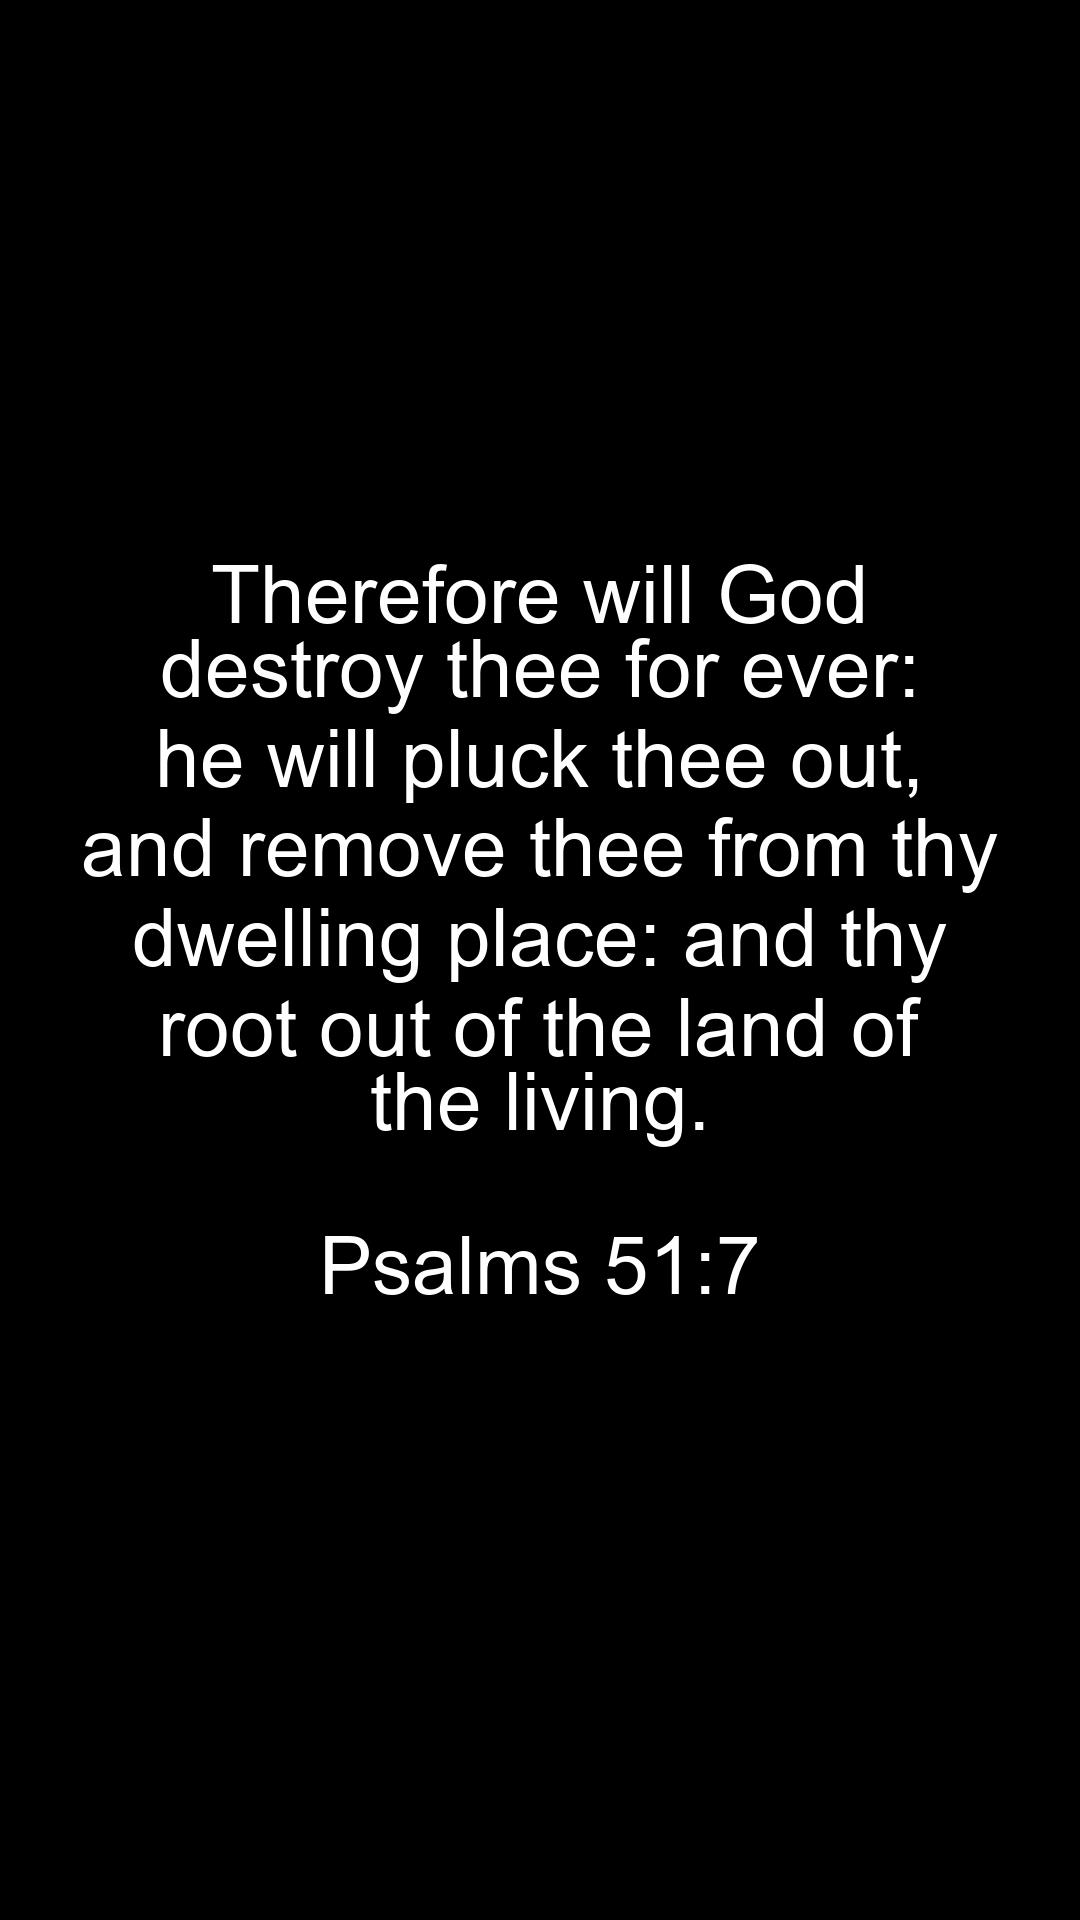 Therefore will God
destroy thee for ever:
he will pluck thee out,
and remove thee from thy
dwelling place: and thy
root out of the land of
the living.
Psalms 51:7